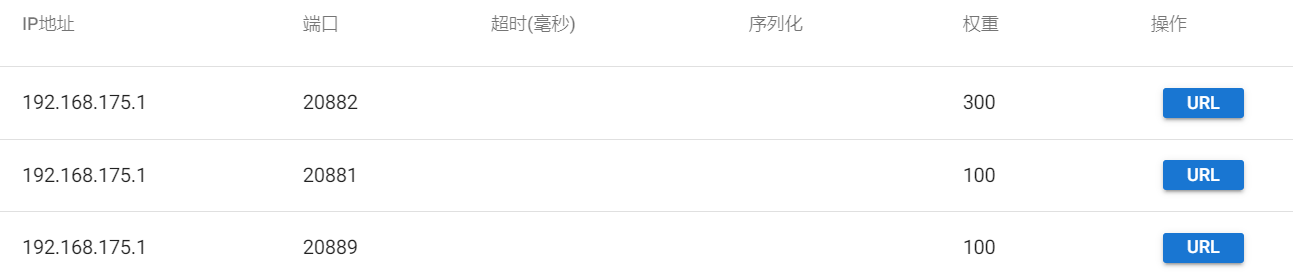 IP地址 端口 超时(毫秒) 序列化 权重 操作
192.168.175.1 20882 300 URL
192.168.175.1 20881 100 URL
192.168.175.1 20889 100 URL